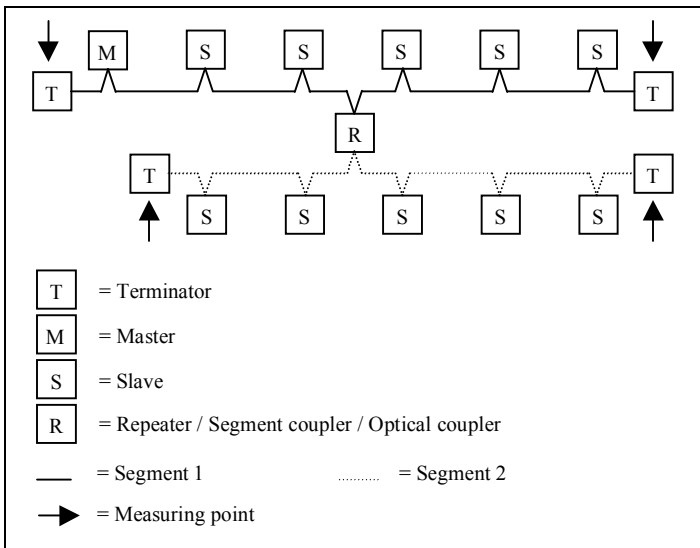 M S S S S S
T T
R
T T
S S S S S
T = Terminator
M = Master
S = Slave
R = Repeater / Segment coupler / Optical coupler
= Segment 1 = Segment 2
= Measuring point